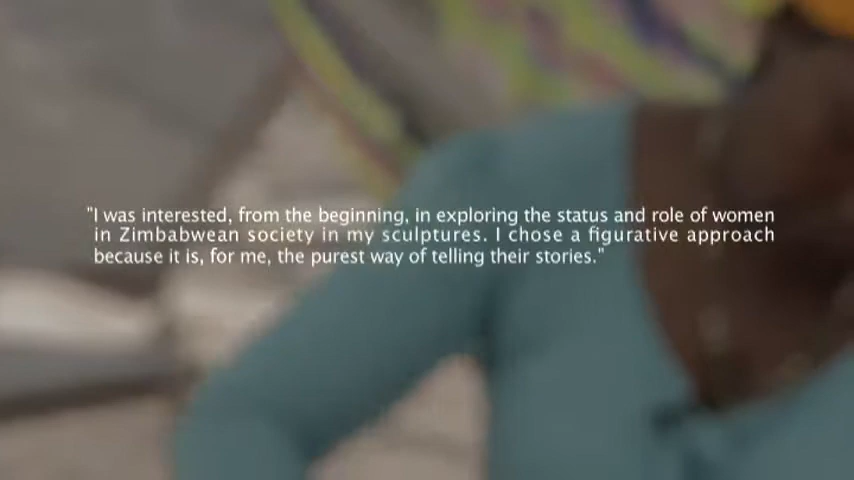 "I was interested, from the beginning, in exploring the status and role of women
in Zimbabwean society in my sculptures. I chose a figurative approach
because it is, for me, the purest way of telling their stories."